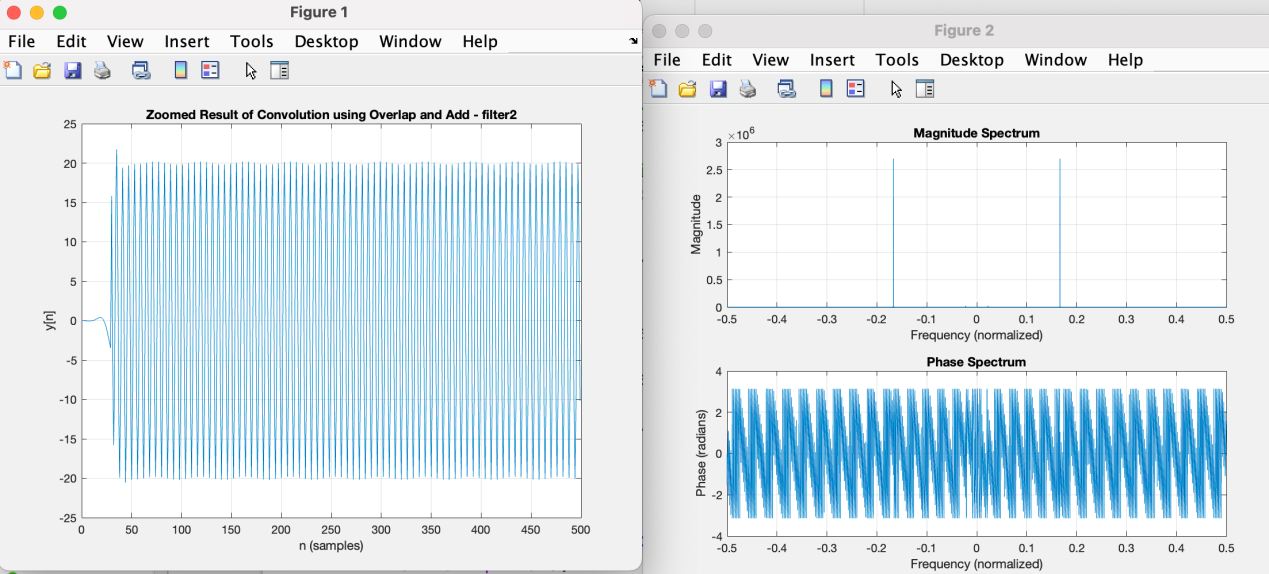 Figure 1
File Edit View Insert Tools Desktop Window Help
Zoomed Result of Convolution using Overlap and Add - filter2
25
20
15
10
5
0
-5
-10
-15
-20
-25
y[n]
0 50 100 150 200 250 300 350 400 450 500
n (samples)
Figure 2
File Edit View Insert Tools Desktop Window Help
Magnitude Spectrum
×10^6
3
2.5
2
1.5
1
0.5
0
Magnitude
-0.5 -0.4 -0.3 -0.2 -0.1 0 0.1 0.2 0.3 0.4 0.5
Frequency (normalized)
Phase Spectrum
4
2
0
-2
-4
Phase (radians)
-0.5 -0.4 -0.3 -0.2 -0.1 0 0.1 0.2 0.3 0.4 0.5
Frequency (normalized)